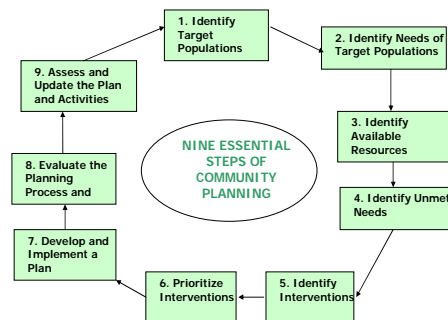 NINE ESSENTIAL
STEPS OF
COMMUNITY
PLANNING
1. Identify
Target
Populations
2. Identify Needs of
Target Populations
3. Identify
Available
Resources
4. Identify Unmet
Needs
5. Identify
Interventions
6. Prioritize
Interventions
7. Develop and
Implement a
Plan
8. Evaluate the
Planning
Process and
9. Assess and
Update the Plan
and Activities